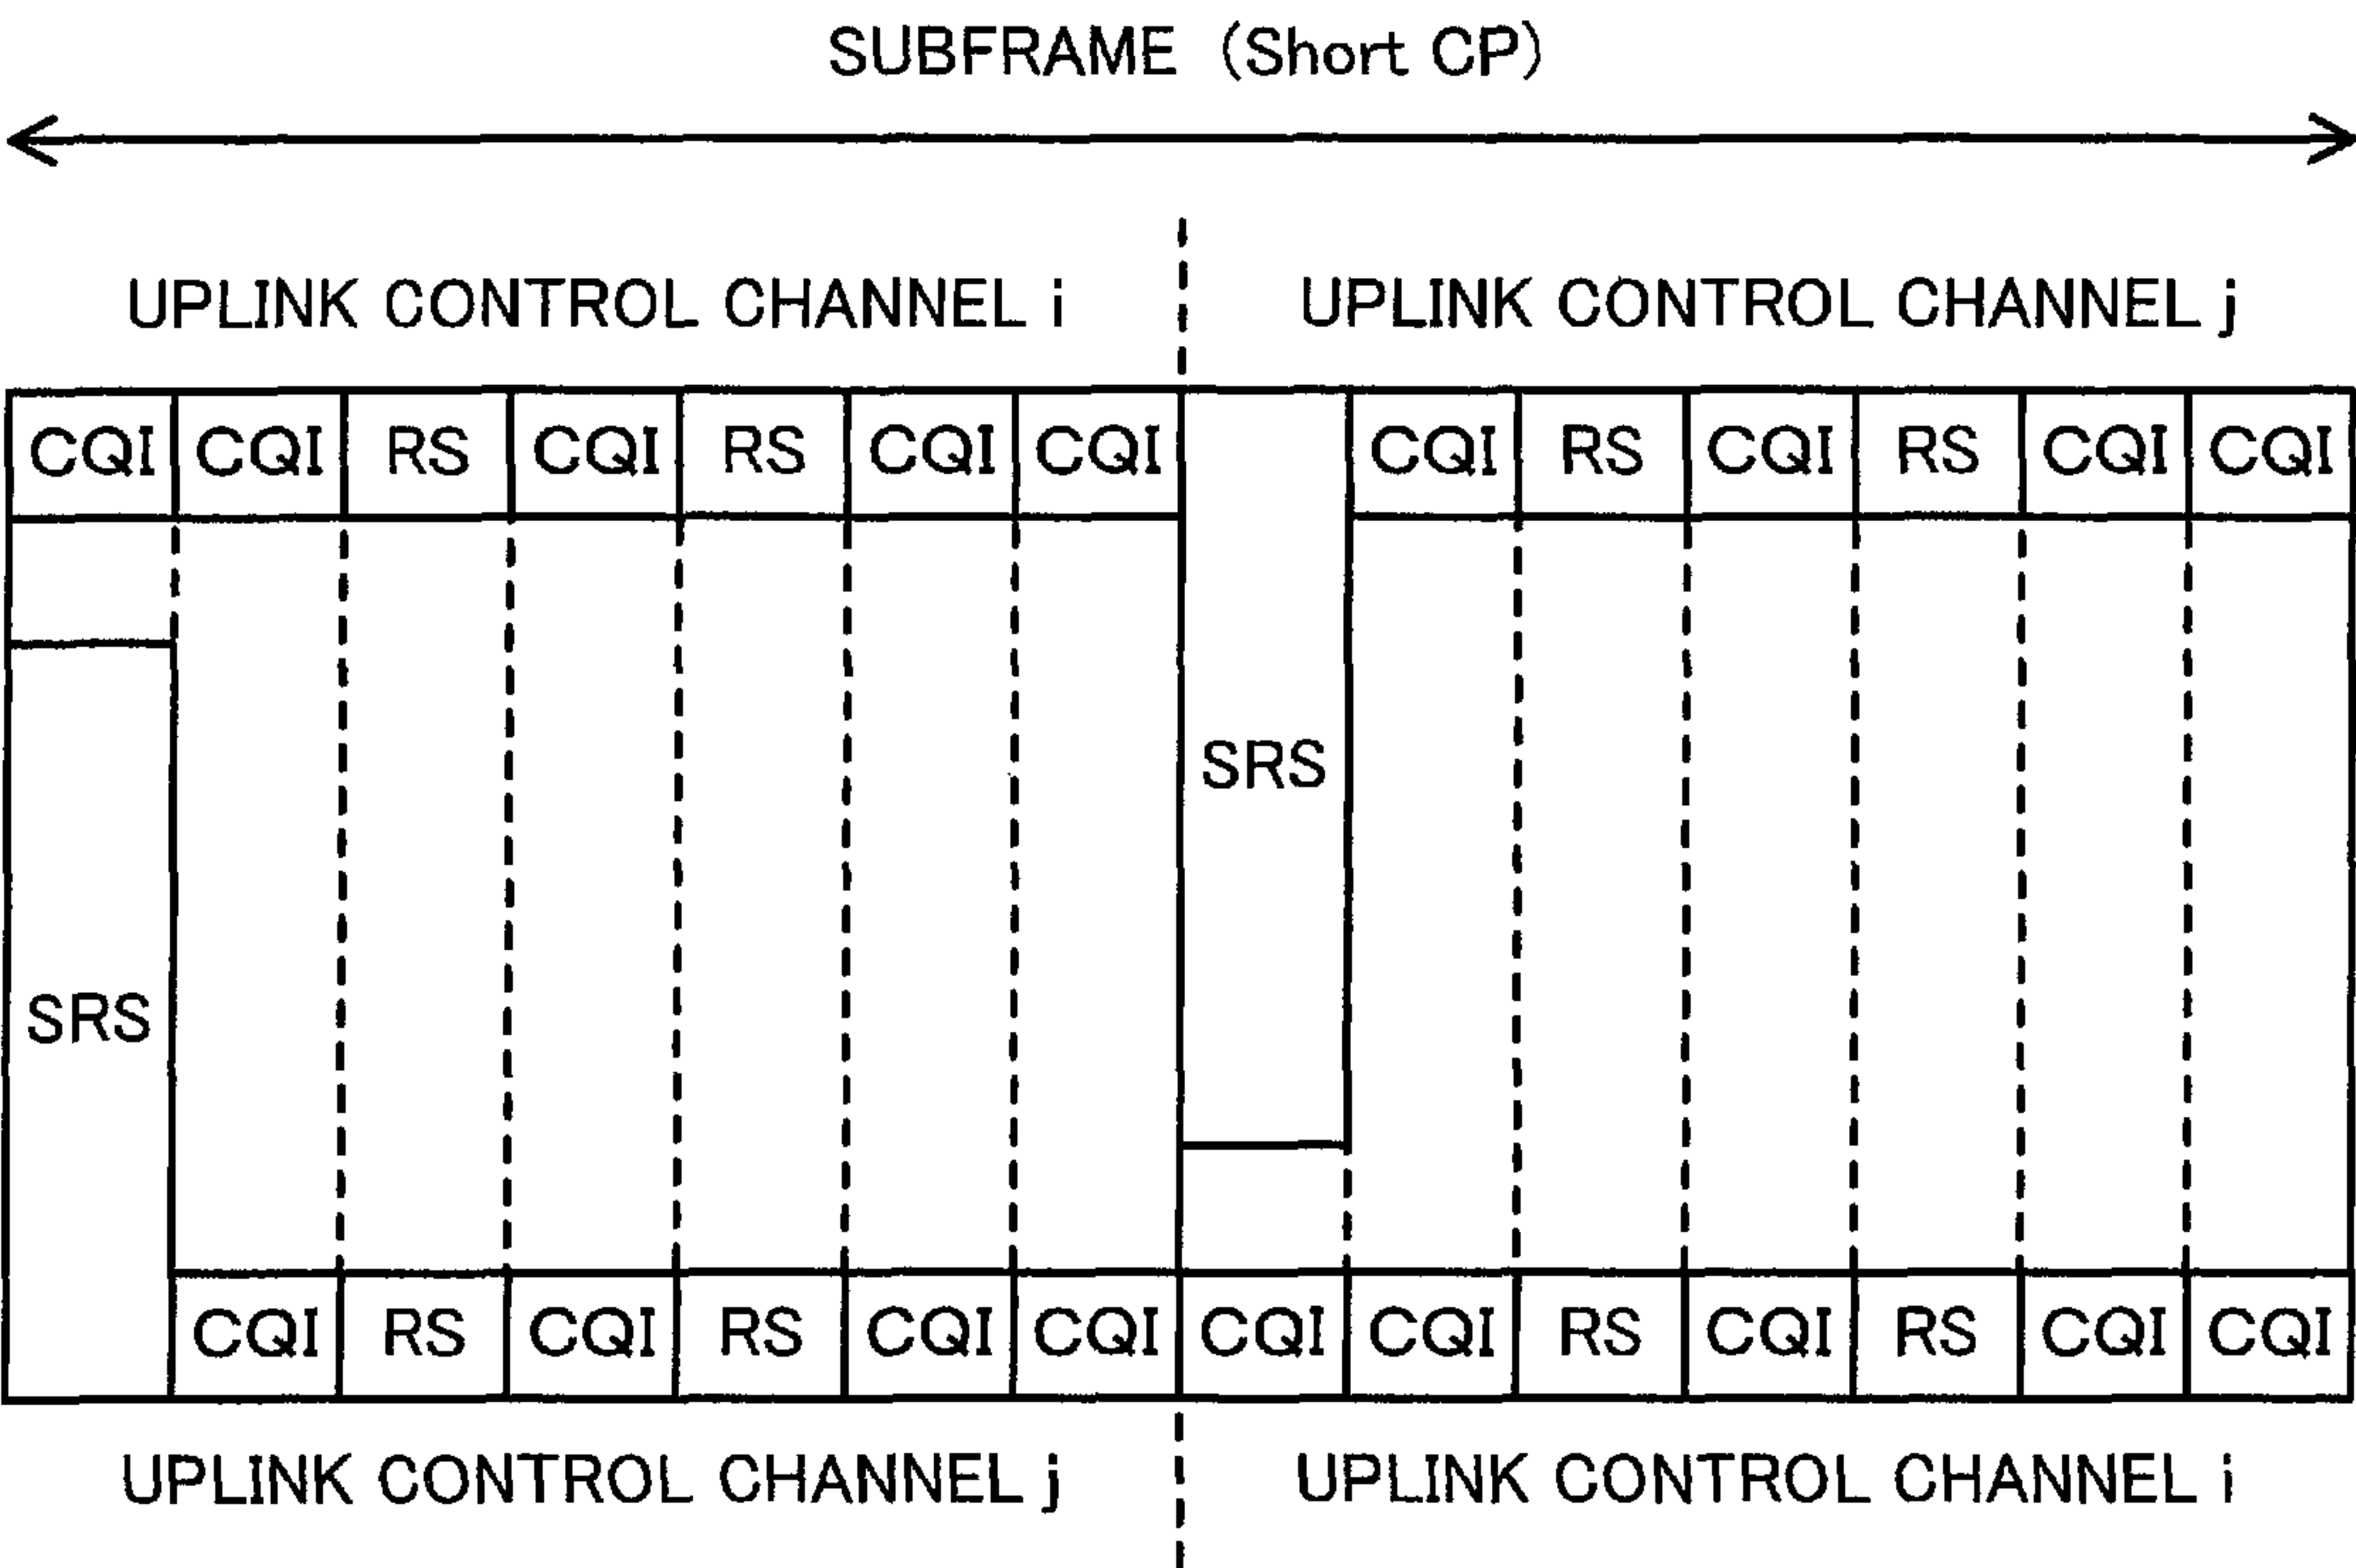 SUBFRAME (Short CP)
UPLINK CONTROL CHANNEL i UPLINK CONTROL CHANNEL j
CQI CQI RS CQI RS CQI CQI CQI RS CQI RS CQI CQI
SRS
SRS
CQI RS CQI RS CQI CQI CQI CQI RS CQI RS CQI CQI
UPLINK CONTROL CHANNEL j UPLINK CONTROL CHANNEL i